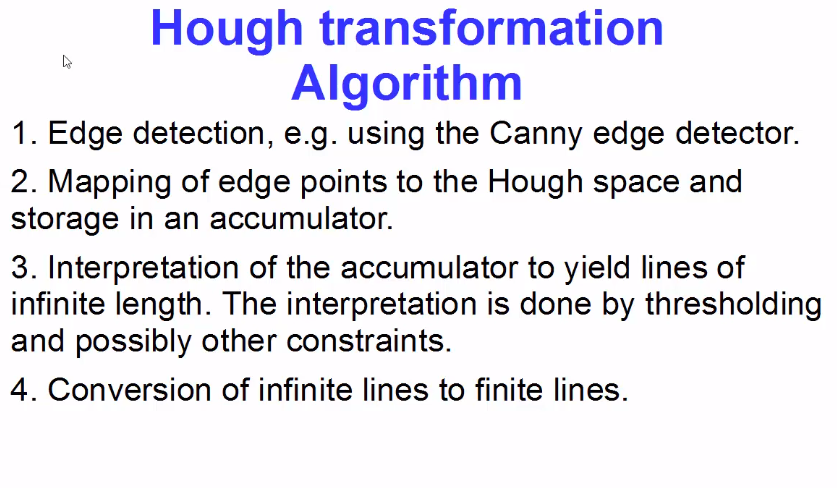 Hough transformation
Algorithm
1. Edge detection, e.g. using the Canny edge detector.
2. Mapping of edge points to the Hough space and
storage in an accumulator.
3. Interpretation of the accumulator to yield lines of
infinite length. The interpretation is done by thresholding
and possibly other constraints.
4. Conversion of infinite lines to finite lines.